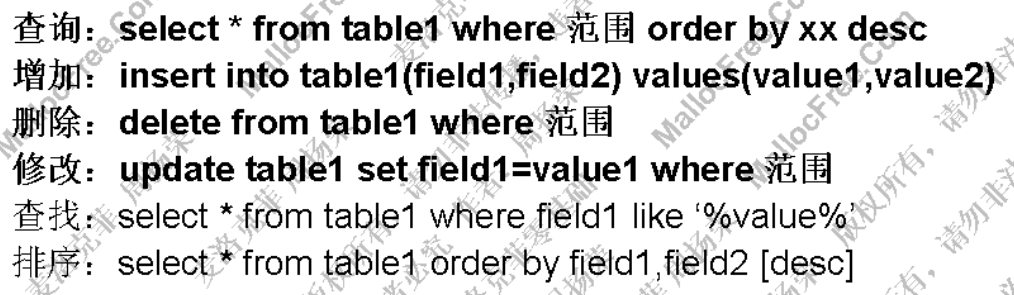 查询：select * from table1 where 范围 order by xx desc
增加：insert into table1(field1,field2) values(value1,value2)
删除：delete from table1 where 范围
修改：update table1 set field1=value1 where 范围
查找：select * from table1 where field1 like ‘%value%’
排序：select * from table1 order by field1,field2 [desc]